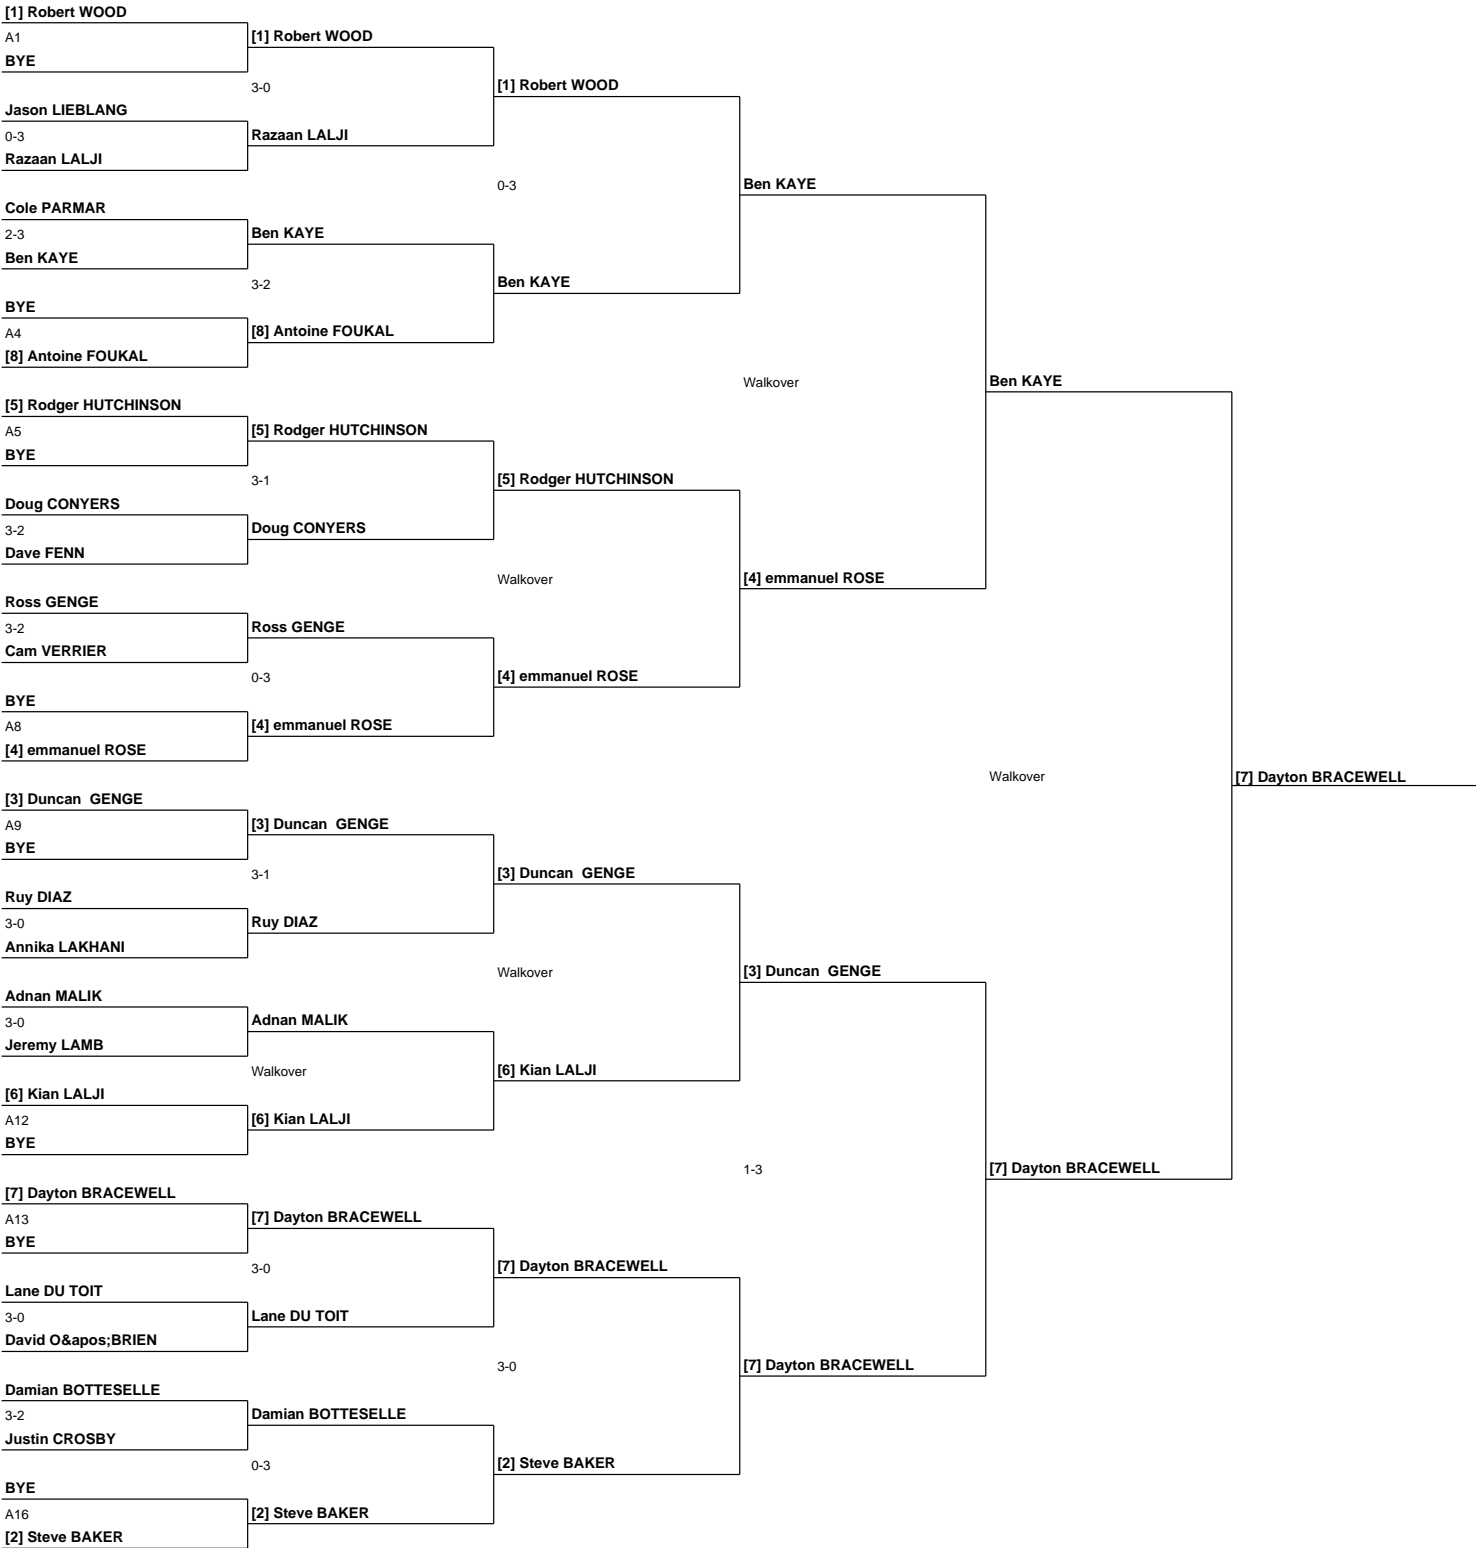 [1] Robert WOOD
A1
[1] Robert WOOD
BYE
3-0
[1] Robert WOOD
Jason LIEBLANG
0-3
Razaan LALJI
Razaan LALJI
0-3
Ben KAYE
Cole PARMAR
2-3
Ben KAYE
Ben KAYE
3-2
Ben KAYE
BYE
A4
[8] Antoine FOUKAL
[8] Antoine FOUKAL
Walkover
Ben KAYE
[5] Rodger HUTCHINSON
A5
[5] Rodger HUTCHINSON
BYE
3-1
[5] Rodger HUTCHINSON
Doug CONYERS
3-2
Doug CONYERS
Dave FENN
Walkover
[4] emmanuel ROSE
Ross GENGE
3-2
Ross GENGE
Cam VERRIER
0-3
[4] emmanuel ROSE
BYE
A8
[4] emmanuel ROSE
[4] emmanuel ROSE
Walkover
[7] Dayton BRACEWELL
[3] Duncan  GENGE
A9
[3] Duncan  GENGE
BYE
3-1
[3] Duncan  GENGE
Ruy DIAZ
3-0
Ruy DIAZ
Annika LAKHANI
Walkover
[3] Duncan  GENGE
Adnan MALIK
3-0
Adnan MALIK
Jeremy LAMB
Walkover
[6] Kian LALJI
[6] Kian LALJI
A12
[6] Kian LALJI
BYE
1-3
[7] Dayton BRACEWELL
[7] Dayton BRACEWELL
A13
[7] Dayton BRACEWELL
BYE
3-0
[7] Dayton BRACEWELL
Lane DU TOIT
3-0
Lane DU TOIT
David O&apos;BRIEN
3-0
[7] Dayton BRACEWELL
Damian BOTTESELLE
3-2
Damian BOTTESELLE
Justin CROSBY
0-3
[2] Steve BAKER
BYE
A16
[2] Steve BAKER
[2] Steve BAKER